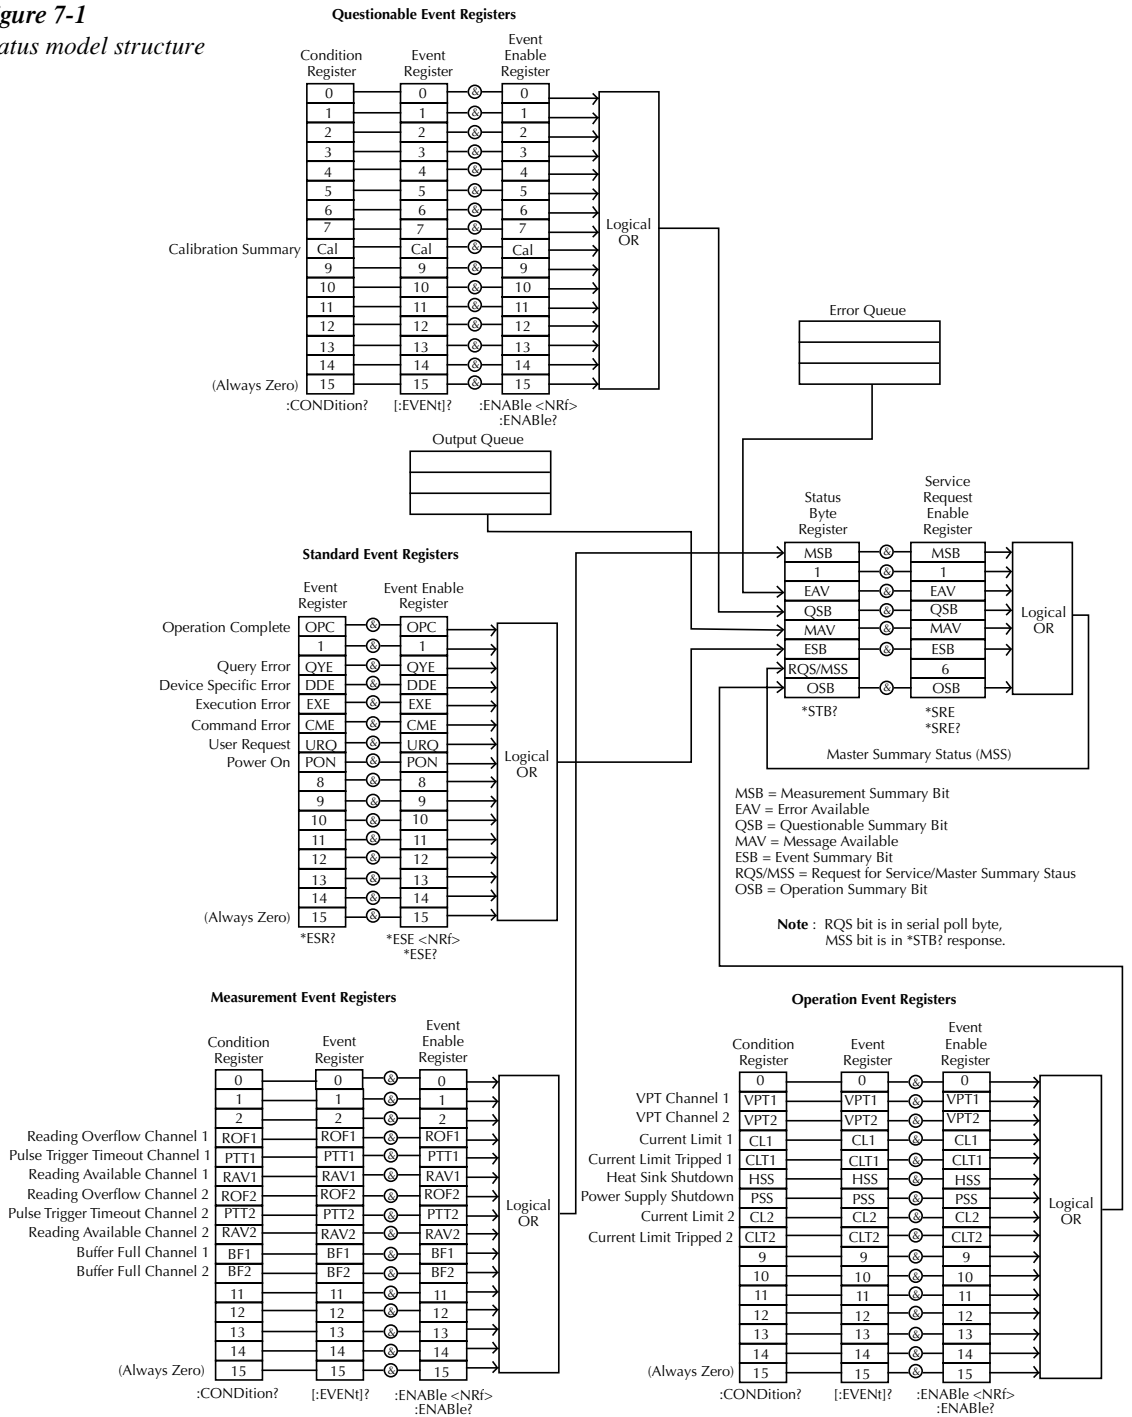 gure 7-1
atus model structure
Questionable Event Registers
Condition Register
Event Register
Event Enable Register
0 0 0
1 1 1
2 2 2
3 3 3
4 4 4
5 5 5
6 6 6
7 7 7
Calibration Summary Cal Cal Cal
9 9 9
10 10 10
11 11 11
12 12 12
13 13 13
14 14 14
(Always Zero) 15 15 15
& & & & & & & & & & & & & & & &
Logical OR
:CONDition? [:EVENt]? :ENABle <NRf>
:ENABle?
Error Queue
Output Queue
Status Byte Register
Service Request Enable Register
MSB & MSB
1 & 1
EAV & EAV
QSB & QSB
MAV & MAV
ESB & ESB
RQS/MSS 6
OSB & OSB
Logical OR
*STB? *SRE
*SRE?
Master Summary Status (MSS)
MSB = Measurement Summary Bit
EAV = Error Available
QSB = Questionable Summary Bit
MAV = Message Available
ESB = Event Summary Bit
RQS/MSS = Request for Service/Master Summary Staus
OSB = Operation Summary Bit
Note : RQS bit is in serial poll byte,
MSS bit is in *STB? response.
Standard Event Registers
Event Register
Event Enable Register
Operation Complete OPC & OPC
1 & 1
Query Error QYE & QYE
Device Specific Error DDE & DDE
Execution Error EXE & EXE
Command Error CME & CME
User Request URQ & URQ
Power On PON & PON
8 & 8
9 & 9
10 & 10
11 & 11
12 & 12
13 & 13
14 & 14
(Always Zero) 15 & 15
Logical OR
*ESR? *ESE <NRf>
*ESE?
Measurement Event Registers
Condition Register
Event Register
Event Enable Register
0 0 & 0
1 1 & 1
2 2 & 2
Reading Overflow Channel 1 ROF1 ROF1 & ROF1
Pulse Trigger Timeout Channel 1 PTT1 PTT1 & PTT1
Reading Available Channel 1 RAV1 RAV1 & RAV1
Reading Overflow Channel 2 ROF2 ROF2 & ROF2
Pulse Trigger Timeout Channel 2 PTT2 PTT2 & PTT2
Reading Available Channel 2 RAV2 RAV2 & RAV2
Buffer Full Channel 1 BF1 BF1 & BF1
Buffer Full Channel 2 BF2 BF2 & BF2
11 11 & 11
12 12 & 12
13 13 & 13
14 14 & 14
(Always Zero) 15 15 & 15
Logical OR
:CONDition? [:EVENt]? :ENABle <NRf>
:ENABle?
Operation Event Registers
Condition Register
Event Register
Event Enable Register
0 0 & 0
VPT Channel 1 VPT1 VPT1 & VPT1
VPT Channel 2 VPT2 VPT2 & VPT2
Current Limit 1 CL1 CL1 & CL1
Current Limit Tripped 1 CLT1 CLT1 & CLT1
Heat Sink Shutdown HSS HSS & HSS
Power Supply Shutdown PSS PSS & PSS
Current Limit 2 CL2 CL2 & CL2
Current Limit Tripped 2 CLT2 CLT2 & CLT2
9 9 & 9
10 10 & 10
11 11 & 11
12 12 & 12
13 13 & 13
14 14 & 14
(Always Zero) 15 15 & 15
Logical OR
:CONDition? [:EVENt]? :ENABle <NRf>
:ENABle?